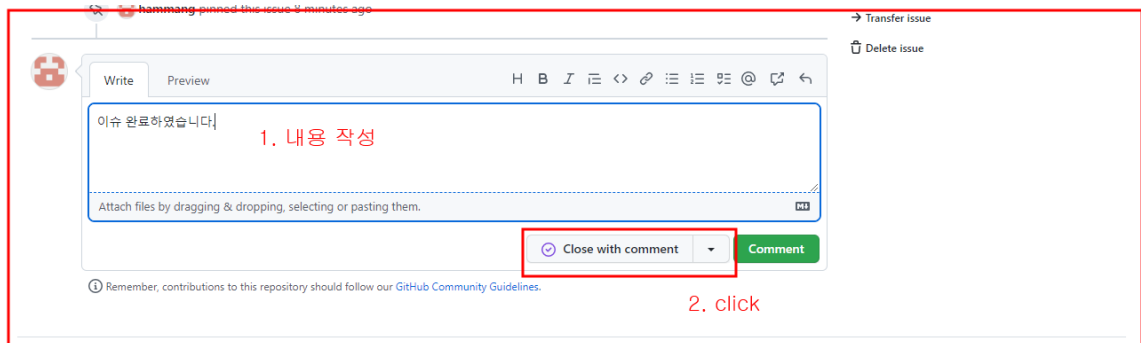 hammang pinned this issue 8 minutes ago
→ Transfer issue
Delete issue
Write Preview
이슈 완료하였습니다.
1. 내용 작성
Attach files by dragging & dropping, selecting or pasting them.
Close with comment
Comment
Remember, contributions to this repository should follow our GitHub Community Guidelines.
2. click